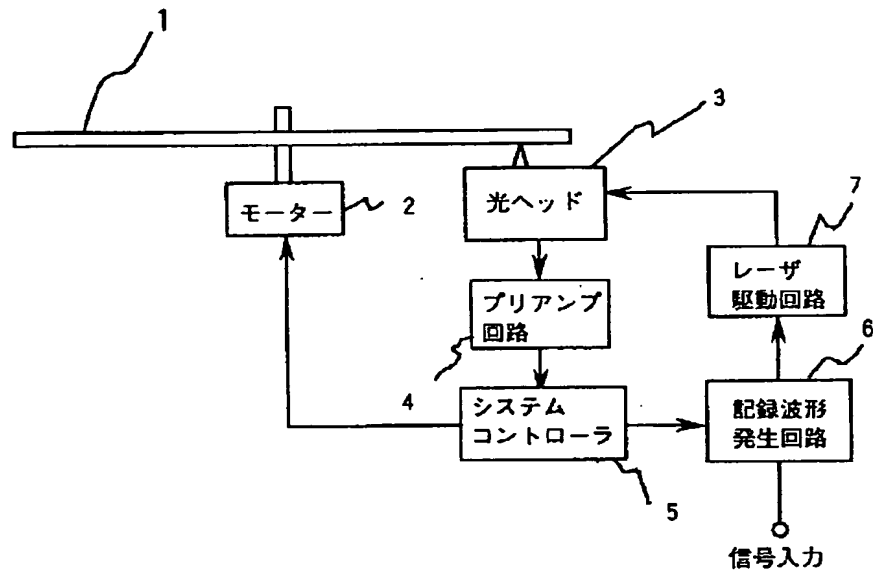 1
3
モーター
2
光ヘッド
7
レーザ
駆動回路
プリアンプ
回路
6
4
システム
コントローラ
記録波形
発生回路
5
信号入力